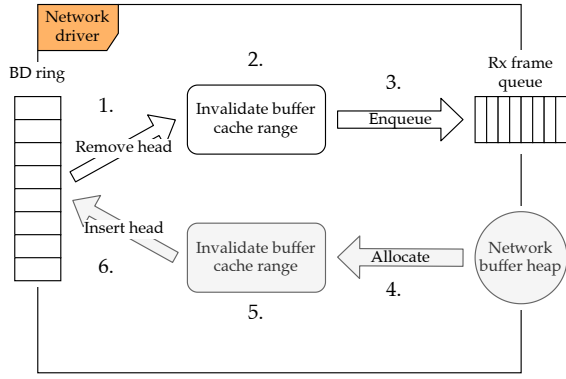 Network
driver
BD ring
1.
Remove head
2.
Invalidate buffer
cache range
3.
Enqueue
Rx frame
queue
Insert head
6.
Invalidate buffer
cache range
5.
Allocate
4.
Network
buffer heap